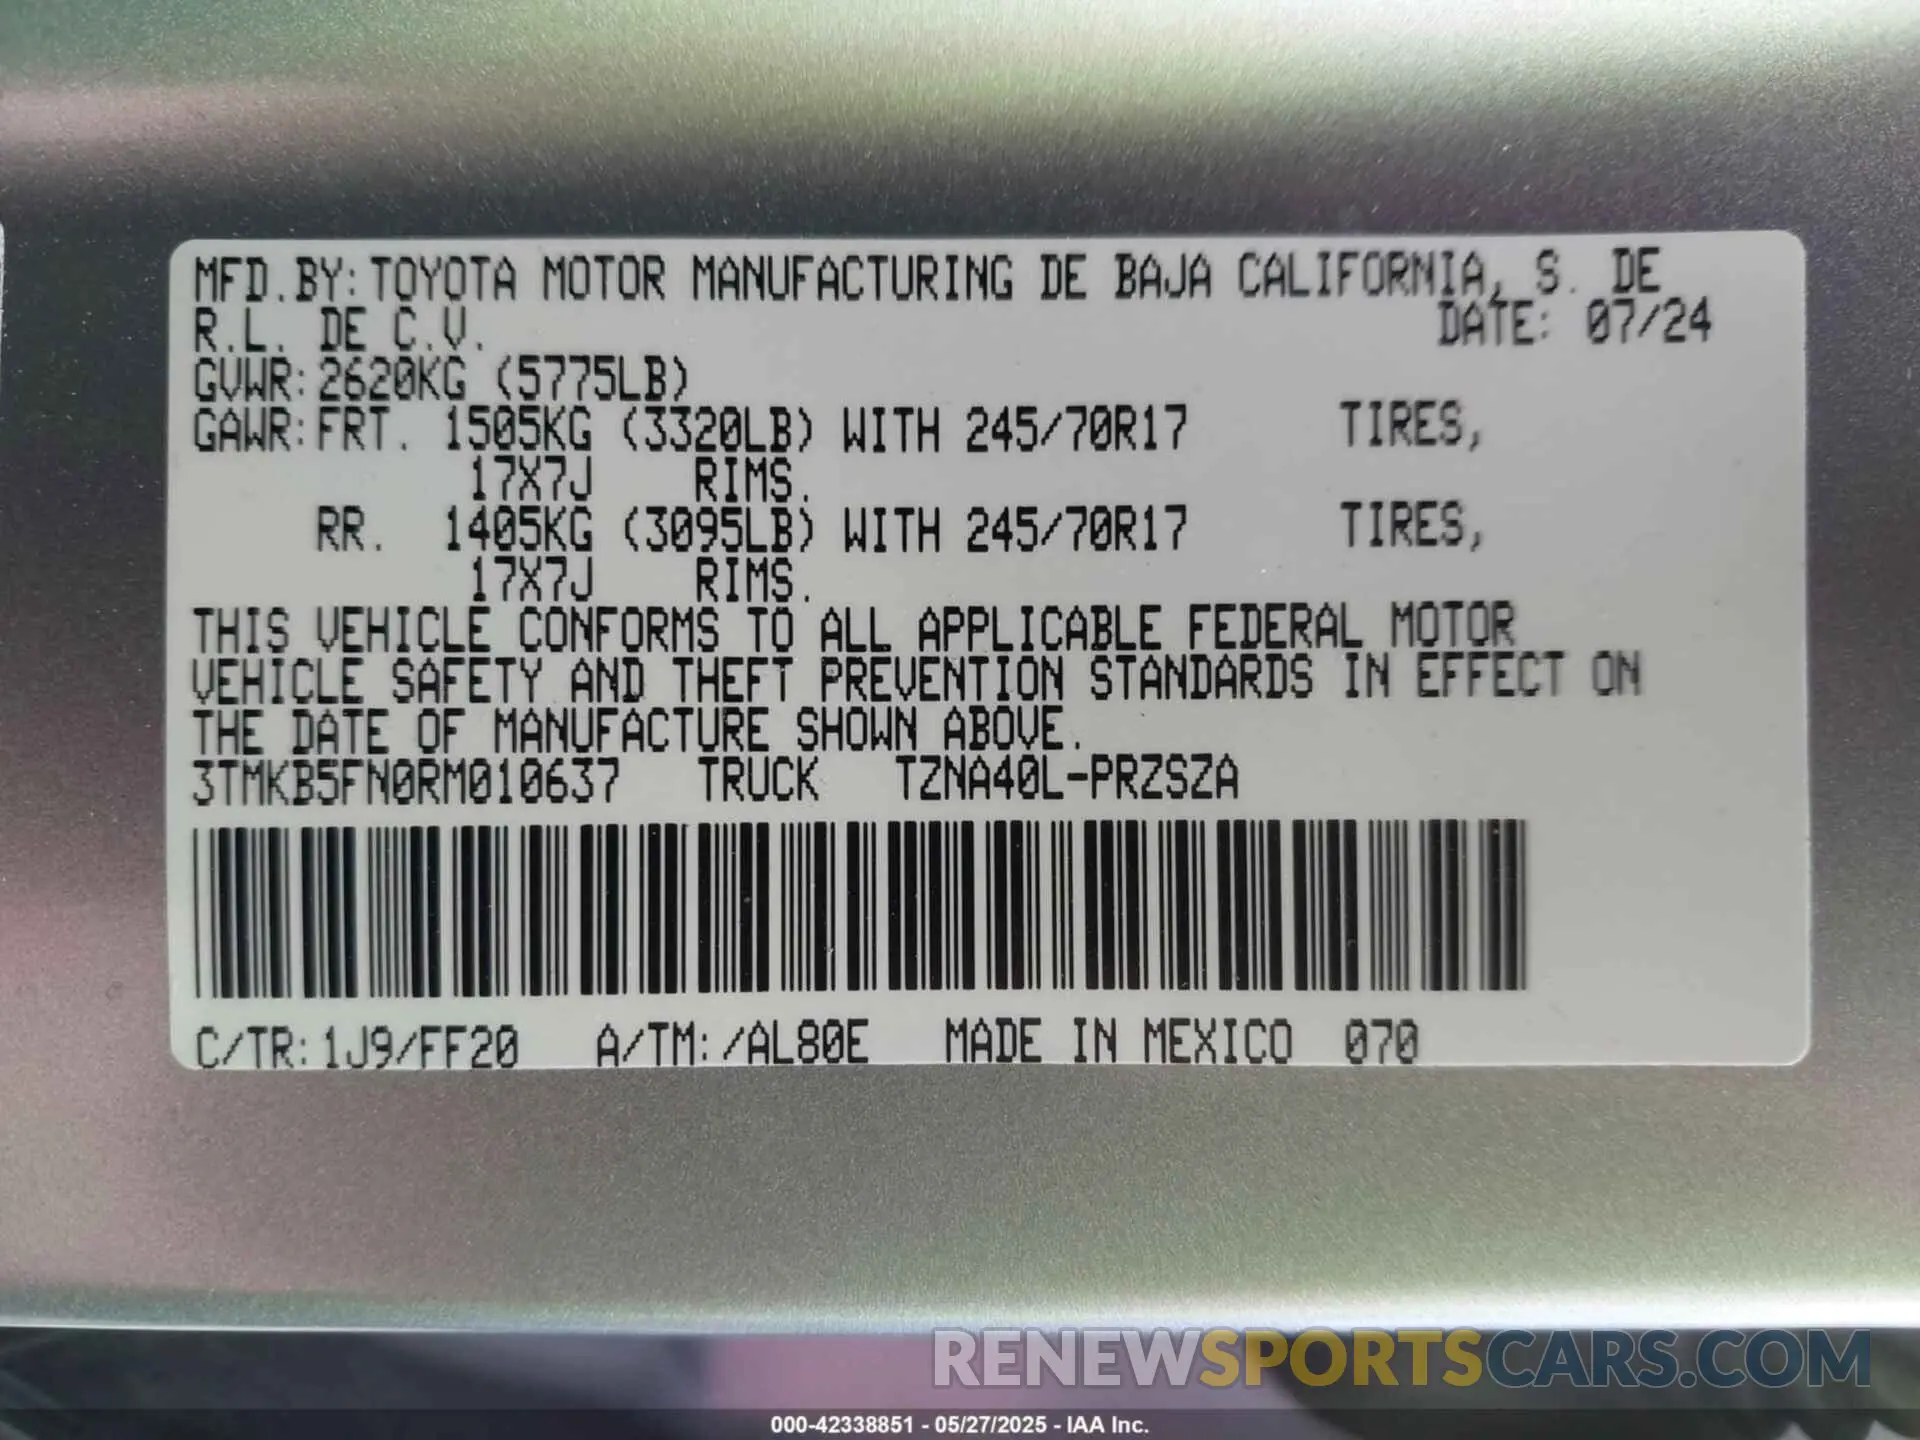 MFD.BY:TOYOTA MOTOR MANUFACTURING DE BAJA CALIFORNIA, S. DE
R.L. DE C.V. DATE: 07/24
GVWR:2620KG (5775LB)
GAWR:FRT. 1505KG (3320LB) WITH 245/70R17 TIRES,
17X7J RIMS.
RR. 1405KG (3095LB) WITH 245/70R17 TIRES,
17X7J RIMS.
THIS VEHICLE CONFORMS TO ALL APPLICABLE FEDERAL MOTOR
VEHICLE SAFETY AND THEFT PREVENTION STANDARDS IN EFFECT ON
THE DATE OF MANUFACTURE SHOWN ABOVE.
3TMKB5FN0RM010637 TRUCK TZNA40L-PRZSZA
C/TR:1J9/FF20 A/TM:/AL80E MADE IN MEXICO 070
RENEWSPORTSCARS.COM
000-42338851 - 05/27/2025 - IAA Inc.